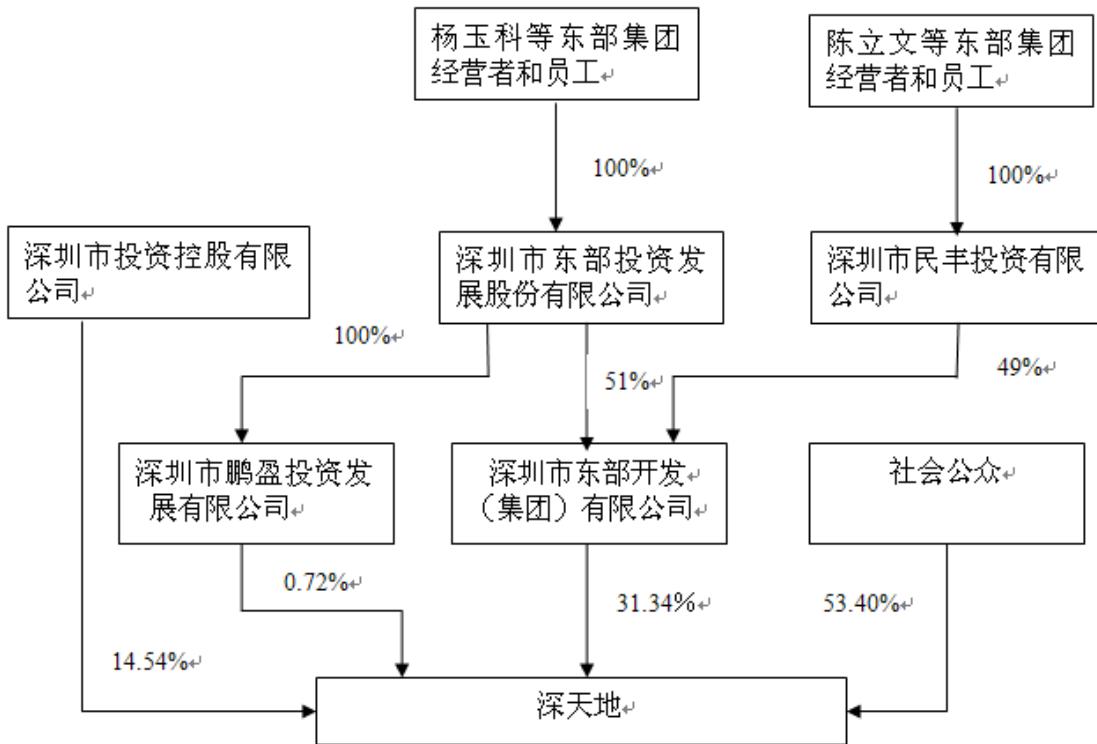 杨玉科等东部集团
经营者和员工↵
陈立文等东部集团
经营者和员工↵
100%↵
100%↵
深圳市投资控股有限
公司↵
深圳市东部投资发
展股份有限公司↵
深圳市民丰投资有限
公司↵
100%↵
51%↵
49%↵
深圳市鹏盈投资发
展有限公司↵
深圳市东部开发↵
（集团）有限公司↵
社会公众↵
0.72%↵
31.34%↵
53.40%↵
14.54%↵
深天地↵